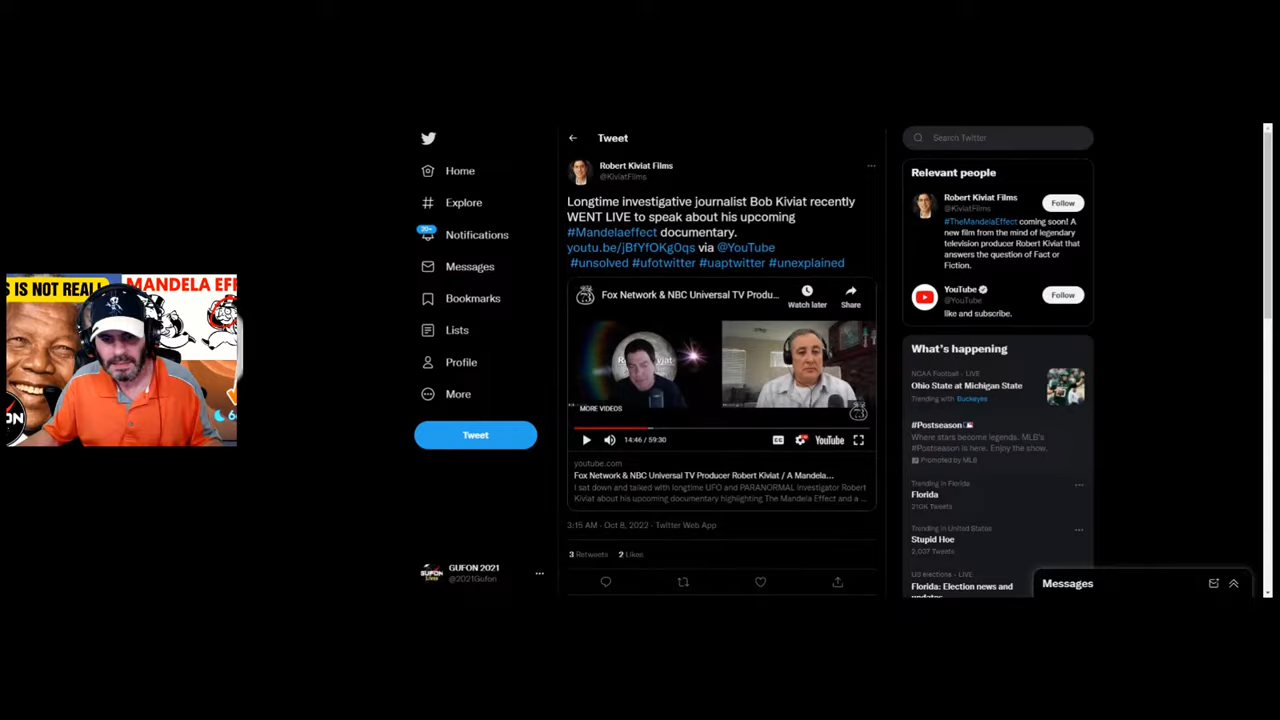 S IS NOT REAL!
MANDELA EFF
Home
Explore
20+
Notifications
Messages
Bookmarks
Lists
Profile
More
Tweet
GUFON 2021
@2021Gufon
Tweet
Robert Kiviat Films
@KiviatFilms
Longtime investigative journalist Bob Kiviat recently
WENT LIVE to speak about his upcoming
#Mandelaeffect documentary.
youtu.be/jBfYfOKg0qs via @YouTube
#unsolved #ufotwitter #uaptwitter #unexplained
Fox Network & NBC Universal TV Produ...
Watch later
Share
MORE VIDEOS
14:46 / 59:30
YouTube
youtube.com
Fox Network & NBC Universal TV Producer Robert Kiviat / A Mandela...
I sat down and talked with longtime UFO and PARANORMAL Investigator Robert
Kiviat about his upcoming documentary highlighting The Mandela Effect and a ...
3:15 AM · Oct 8, 2022 · Twitter Web App
3 Retweets 2 Likes
Search Twitter
Relevant people
Robert Kiviat Films
@KiviatFilms
Follow
#TheMandelaEffect coming soon! A
new film from the mind of legendary
television producer Robert Kiviat that
answers the question of Fact or
Fiction.
YouTube
@YouTube
Follow
like and subscribe.
What's happening
NCAA Football · LIVE
Ohio State at Michigan State
Trending with Buckeyes
#Postseason
Where stars become legends. MLB's
#Postseason is here. Enjoy the show.
Promoted by MLB
Trending in Florida
Florida
210K Tweets
Trending in United States
Stupid Hoe
2,037 Tweets
US elections · LIVE
Florida: Election news and
updates
Messages